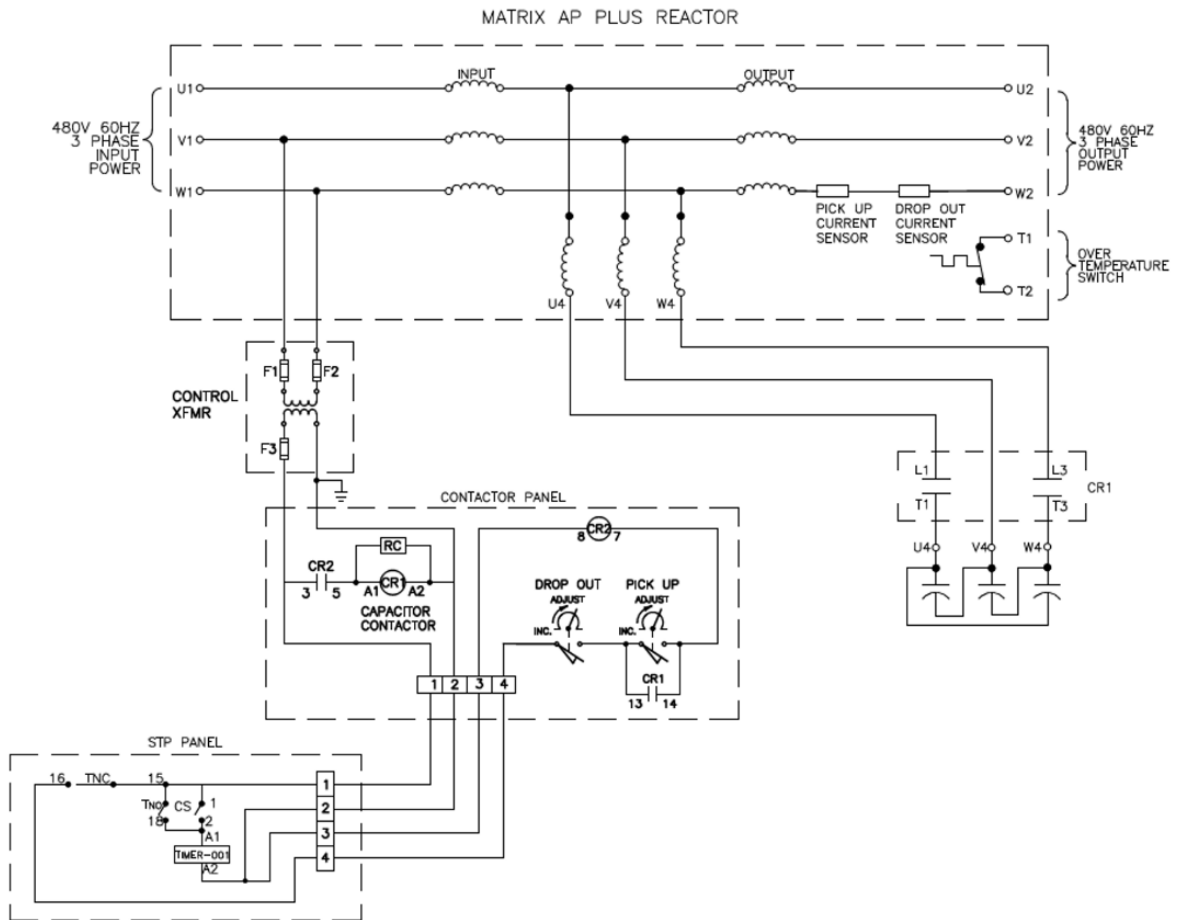 MATRIX AP PLUS REACTOR
INPUT
OUTPUT
U1
U2
480V 60HZ
3 PHASE
INPUT
POWER
V1
V2
480V 60HZ
3 PHASE
OUTPUT
POWER
W1
W2
PICK UP
CURRENT
SENSOR
DROP OUT
CURRENT
SENSOR
T1
OVER
TEMPERATURE
SWITCH
T2
U4
V4
W4
F1
F2
CONTROL
XFMR
F3
L1
L3
CR1
T1
T3
CONTACTOR PANEL
U4
V4
W4
8
CR2
7
RC
CR2
3
5
A1
CR1
A2
CAPACITOR
CONTACTOR
DROP OUT
ADJUST
INC.
PICK UP
ADJUST
INC.
CR1
13
14
1
2
3
4
STP PANEL
16
TNC
15
1
TNO
CS
1
18
2
2
A1
3
TIMER-001
4
A2